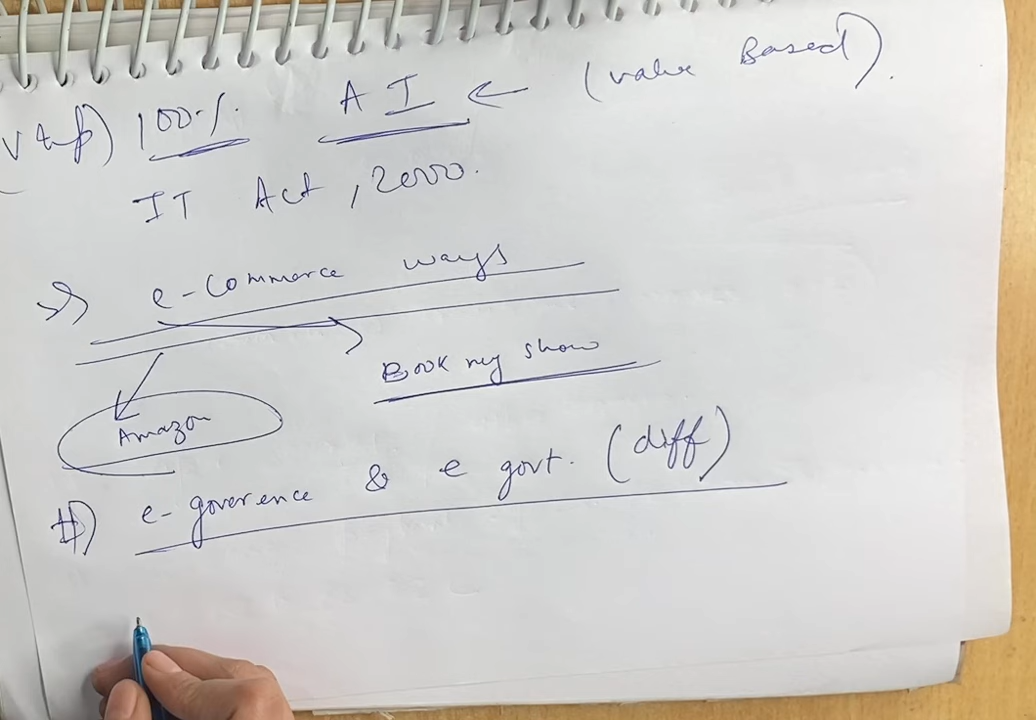 100% AI ← (value Based).
IT Act, 2000.
e-Commerce ways
Book my show
Amazon
#) e-goverence & e govt. (diff)